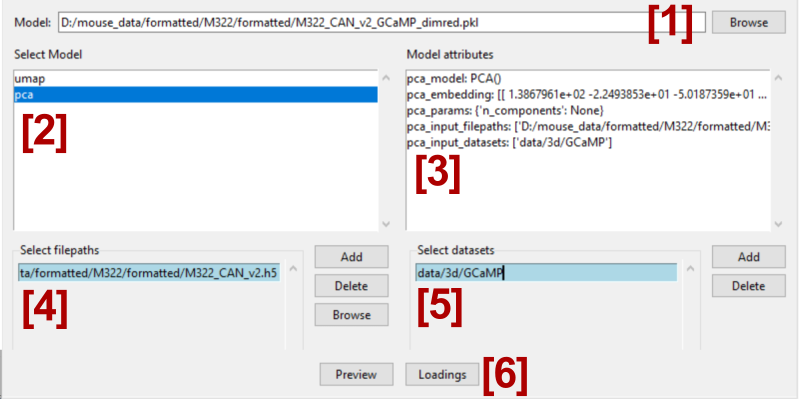 Model: D:/mouse_data/formatted/M322/formatted/M322_CAN_v2_GCaMP_dimred.pkl [1] Browse
Select Model
Model attributes
umap
pca
[2]
pca_model: PCA()
pca_embedding: [[ 1.3867961e+02 -2.2493853e+01 -5.0187359e+01 ...
pca_params: {'n_components': None}
pca_input_filepaths: ['D:/mouse_data/formatted/M322/formatted/M3
pca_input_datasets: ['data/3d/GCaMP']
[3]
Select filepaths
ta/formatted/M322/formatted/M322_CAN_v2.h5
[4]
Add
Delete
Browse
Select datasets
data/3d/GCaMP
[5]
Add
Delete
Preview Loadings [6]